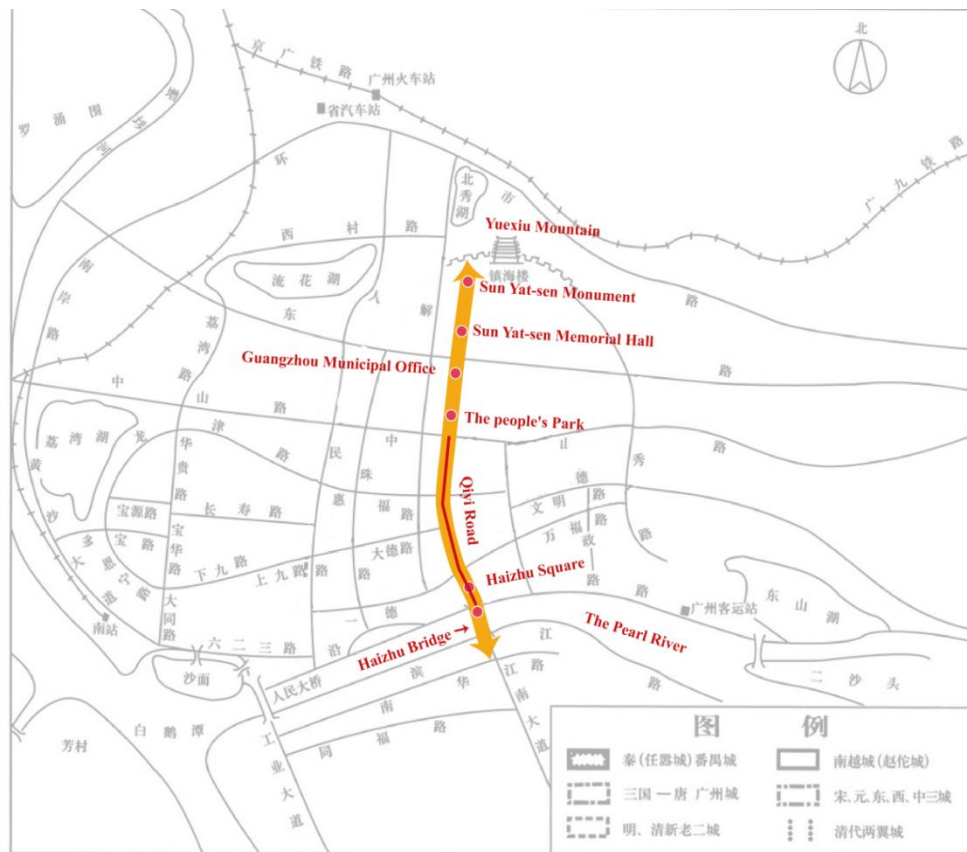 北
京广铁路
广州火车站
省汽车站
罗涌围
广九铁路
环市路
北秀湖
西村路
Yuexiu Mountain
镇海楼
流花湖
Sun Yat-sen Monument
南岸路
荔湾路
东
人民
解
Sun Yat-sen Memorial Hall
Guangzhou Municipal Office
路
中山路
The people's Park
中山路
荔湾湖
龙津路
黄沙大道
华贵路
惠福路
珠
Qiyi Road
德政路
文明路
秀
宝源路
长寿路
万福路
多宝路
宝华路
大德路
恩宁路
下九路
上九路
路
Haizhu Square
大同路
一德路
路
广州客运站
东山湖
南站
六二三路
沿江路
Haizhu Bridge →
The Pearl River
沙面
人民大桥
滨江路
二沙头
白鹅潭
南华路
江南大道
芳村
工业大道
同福路
图例
秦(任嚣城)番禺城
南越城(赵佗城)
三国—唐 广州城
宋、元、东、西、中三城
明、清新老二城
清代两翼城